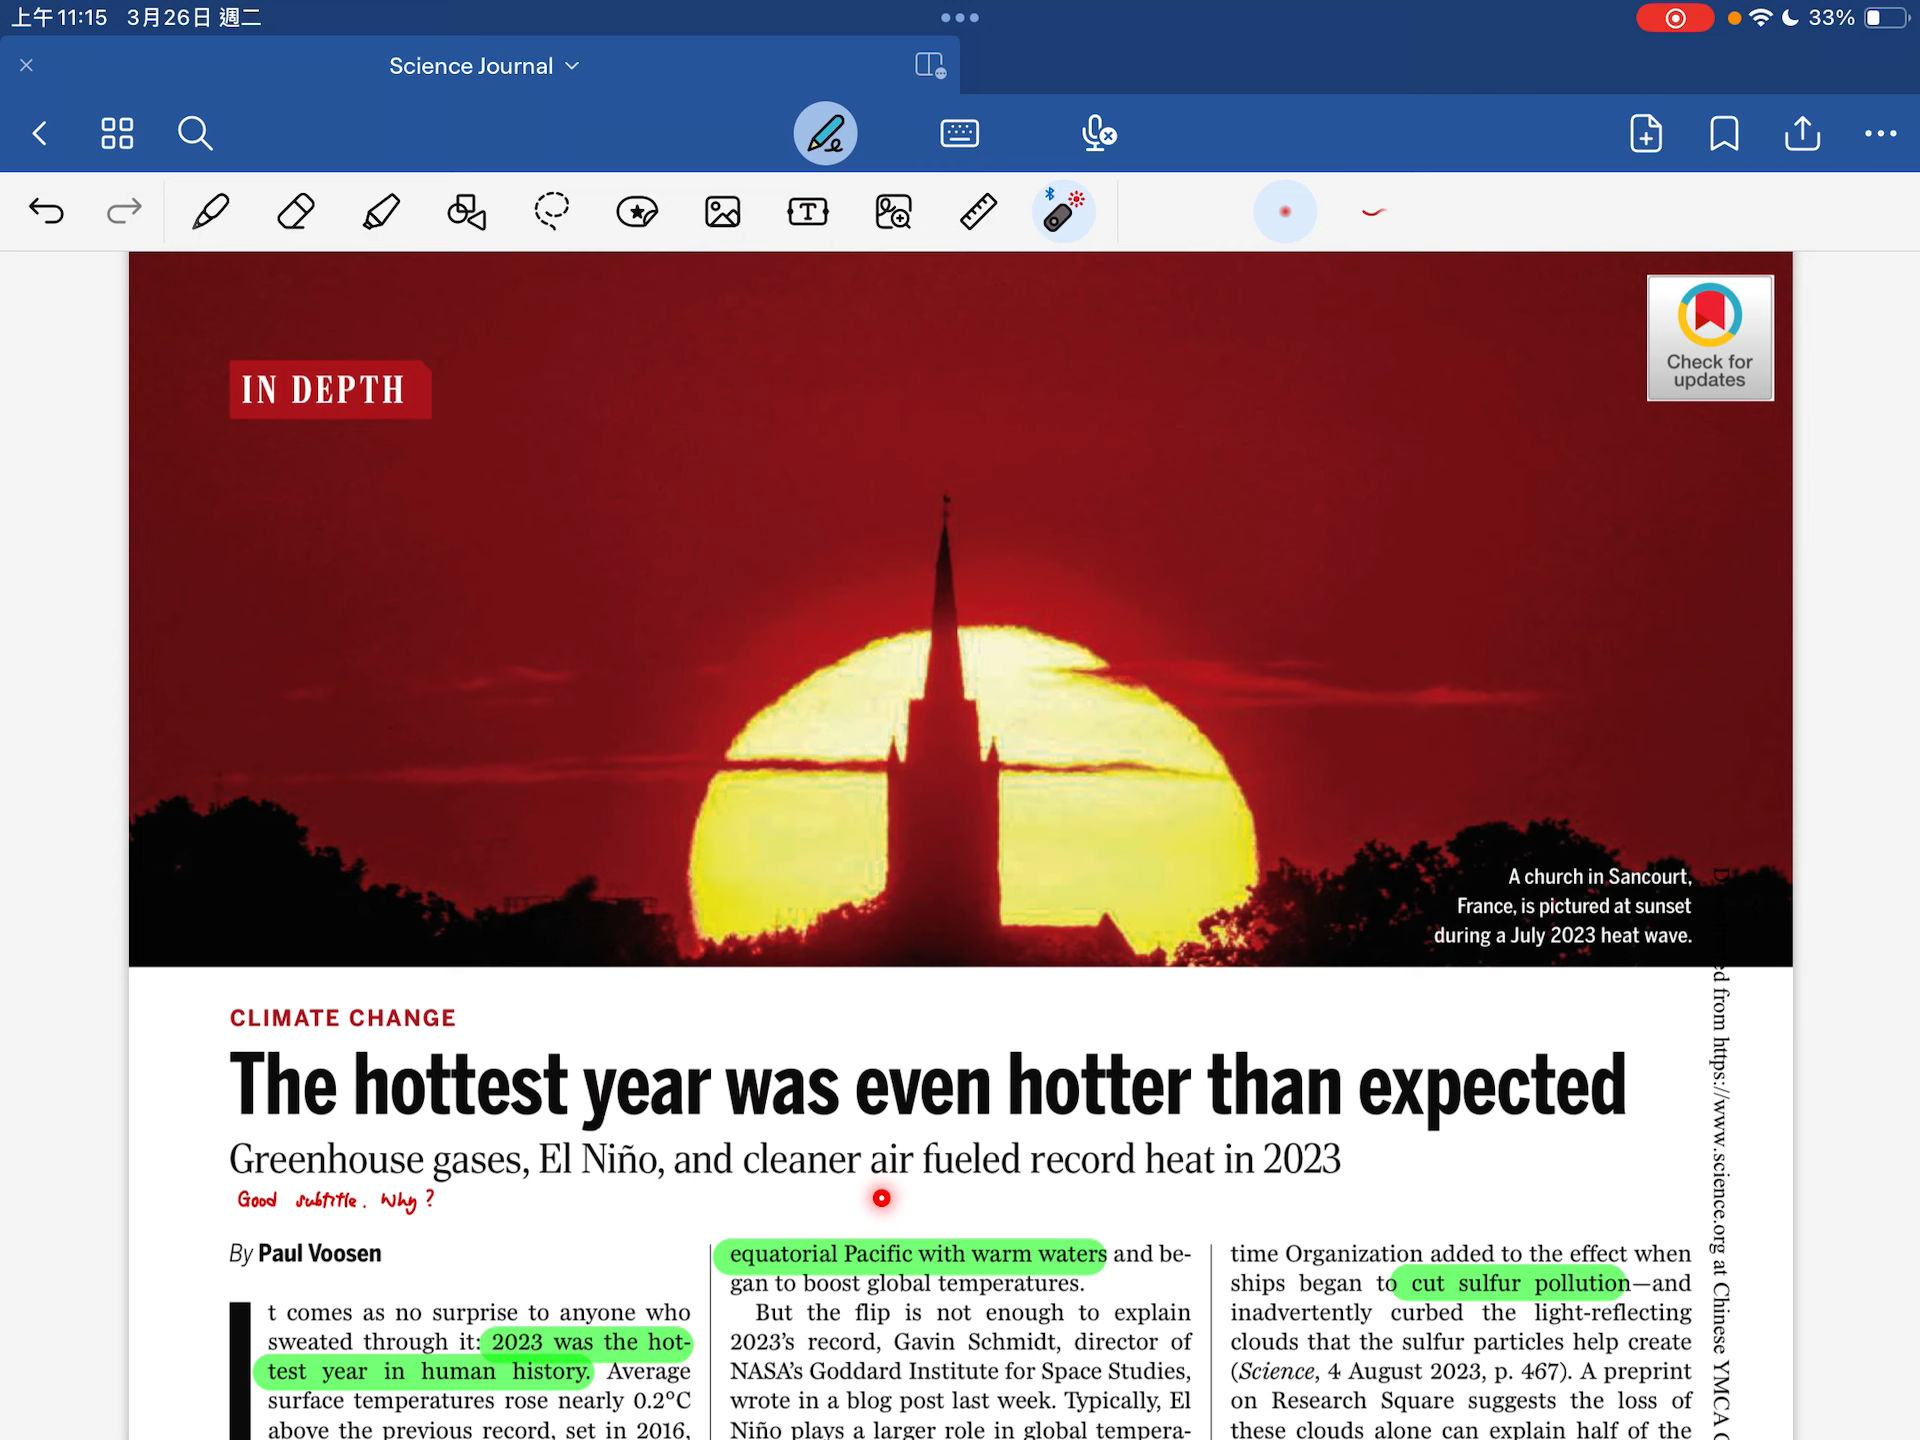 上午11:15 3月26日 週二
33%
Science Journal
IN DEPTH
Check for
updates
A church in Sancourt,
France, is pictured at sunset
during a July 2023 heat wave.
CLIMATE CHANGE
The hottest year was even hotter than expected
Greenhouse gases, El Niño, and cleaner air fueled record heat in 2023
Good subtitle. Why?
By Paul Voosen
It comes as no surprise to anyone who
sweated through it: 2023 was the hot-
test year in human history. Average
surface temperatures rose nearly 0.2°C
above the previous record, set in 2016,
equatorial Pacific with warm waters and be-
gan to boost global temperatures.
But the flip is not enough to explain
2023's record, Gavin Schmidt, director of
NASA's Goddard Institute for Space Studies,
wrote in a blog post last week. Typically, El
Niño plays a larger role in global tempera-
time Organization added to the effect when
ships began to cut sulfur pollution—and
inadvertently curbed the light-reflecting
clouds that the sulfur particles help create
(Science, 4 August 2023, p. 467). A preprint
on Research Square suggests the loss of
these clouds alone can explain half of the
ed from https://www.science.org at Chinese YMCA